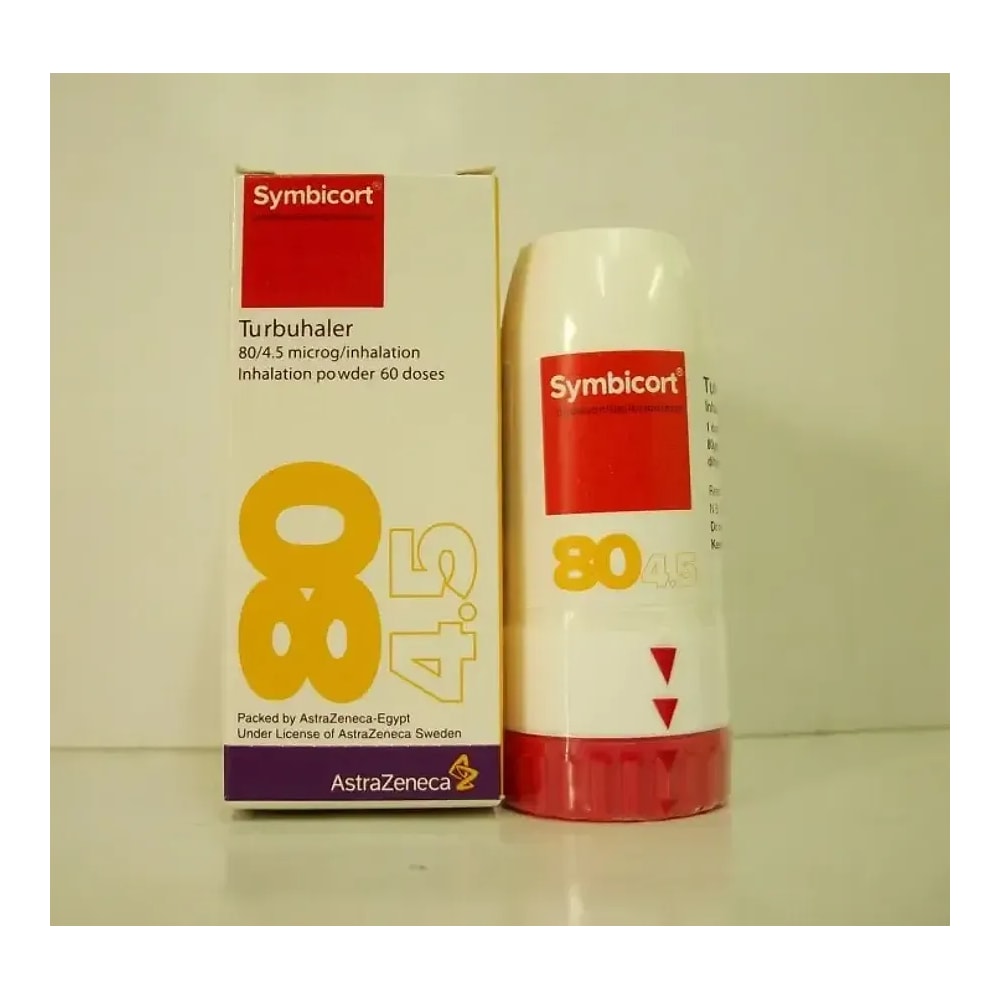 Symbicort®
Turbuhaler
80/4.5 microg/inhalation
Inhalation powder 60 doses
80
4.5
Packed by AstraZeneca-Egypt
Under License of AstraZeneca Sweden
AstraZeneca
Symbicort®
80 4.5